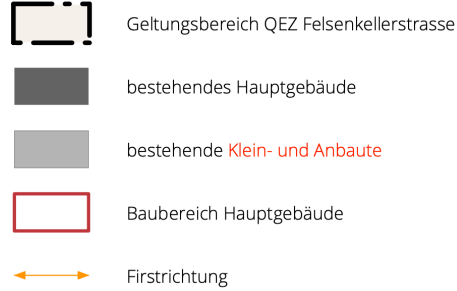 Geltungsbereich QEZ Felsenkellerstrasse
bestehendes Hauptgebäude
bestehende Klein- und Anbaute
Baubereich Hauptgebäude
Firstrichtung